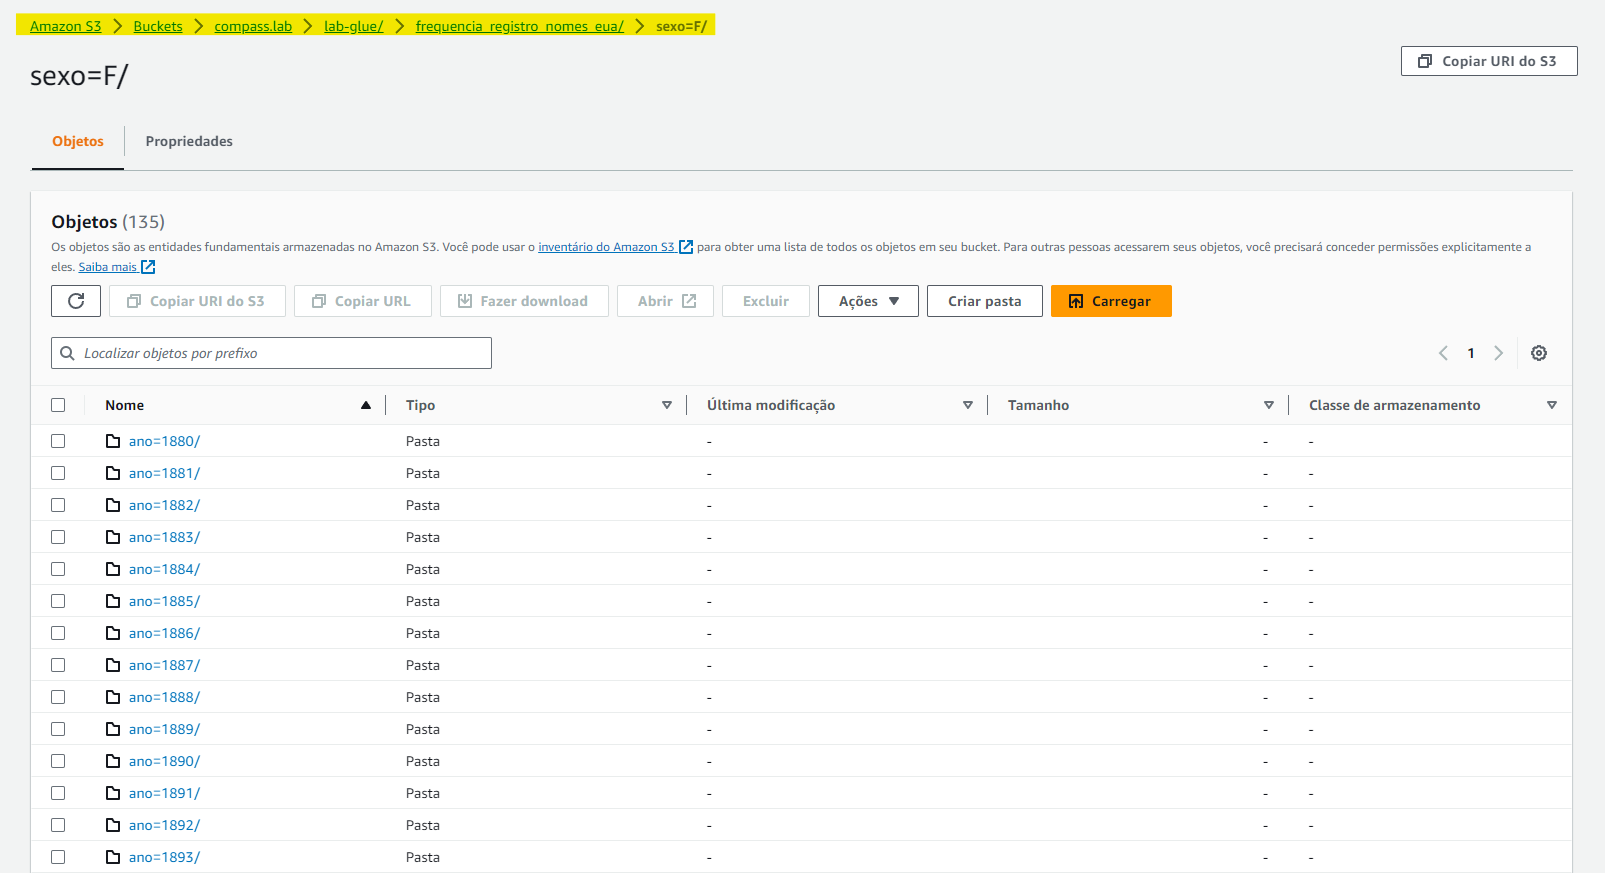 Amazon S3 > Buckets > compass.lab > lab-glue/ > frequencia_registro_nomes_eua/ > sexo=F/
sexo=F/
Copiar URI do S3
Objetos
Propriedades
Objetos (135)
Os objetos são as entidades fundamentais armazenadas no Amazon S3. Você pode usar o inventário do Amazon S3 para obter uma lista de todos os objetos em seu bucket. Para outras pessoas acessarem seus objetos, você precisará conceder permissões explicitamente a
eles. Saiba mais
Copiar URI do S3 Copiar URL Fazer download Abrir Excluir Ações Criar pasta Carregar
Localizar objetos por prefixo
1
Nome Tipo Última modificação Tamanho Classe de armazenamento
ano=1880/ Pasta - - -
ano=1881/ Pasta - - -
ano=1882/ Pasta - - -
ano=1883/ Pasta - - -
ano=1884/ Pasta - - -
ano=1885/ Pasta - - -
ano=1886/ Pasta - - -
ano=1887/ Pasta - - -
ano=1888/ Pasta - - -
ano=1889/ Pasta - - -
ano=1890/ Pasta - - -
ano=1891/ Pasta - - -
ano=1892/ Pasta - - -
ano=1893/ Pasta - - -